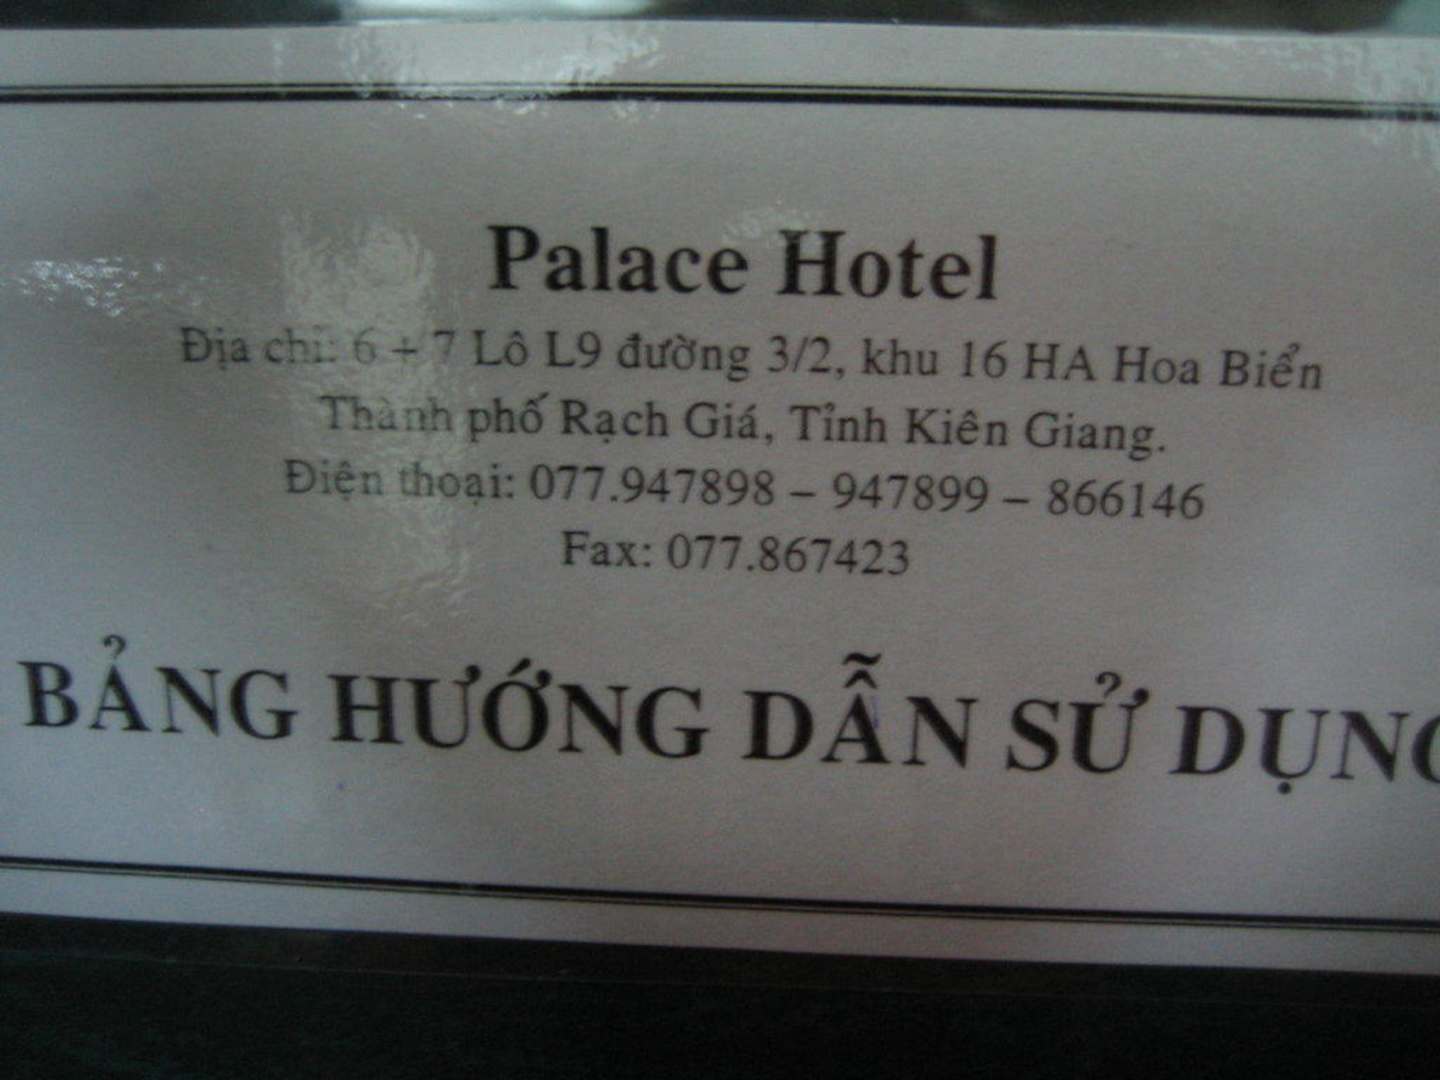 Palace Hotel
Địa chỉ: 6 + 7 Lô L9 đường 3/2, khu 16 HA Hoa Biển
Thành phố Rạch Giá, Tỉnh Kiên Giang.
Điện thoại: 077.947898 – 947899 – 866146
Fax: 077.867423
BẢNG HƯỚNG DẪN SỬ DỤNG